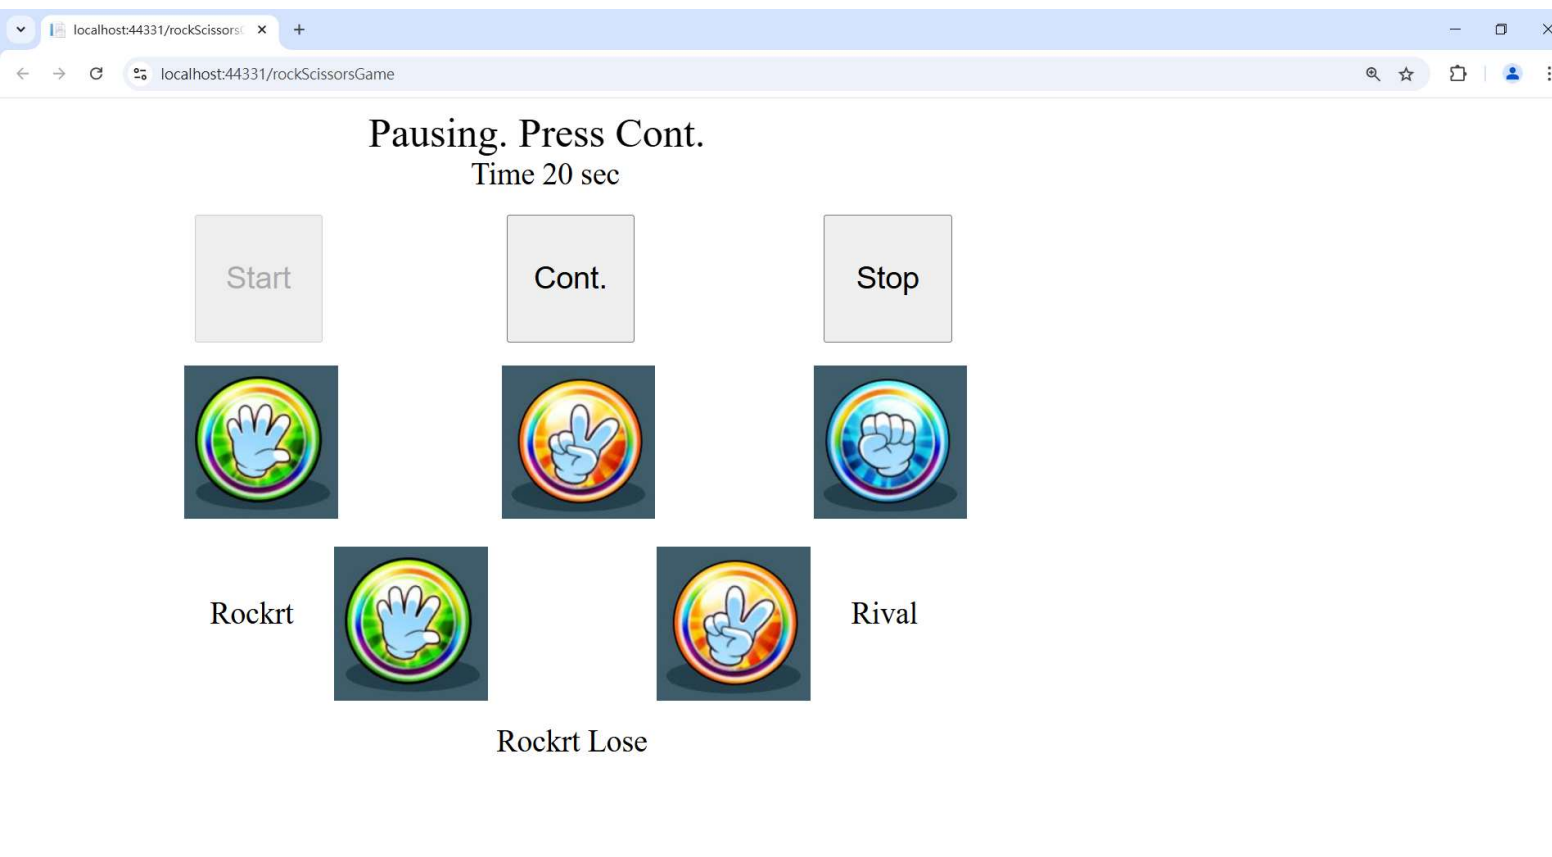 localhost:44331/rockScissors
localhost:44331/rockScissorsGame
Pausing. Press Cont.
Time 20 sec
Start
Cont.
Stop
Rockrt
Rival
Rockrt Lose